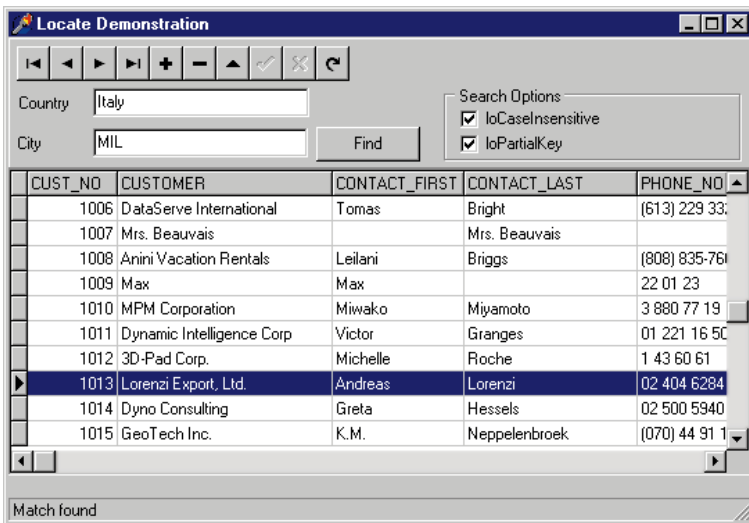 Locate Demonstration
Country Italy
City MIL Find
Search Options
loCaseInsensitive
loPartialKey
CUST_NO CUSTOMER CONTACT_FIRST CONTACT_LAST PHONE_NO
1006 DataServe International Tomas Bright (613) 229 332
1007 Mrs. Beauvais Mrs. Beauvais
1008 Anini Vacation Rentals Leilani Briggs (808) 835-760
1009 Max Max 22 01 23
1010 MPM Corporation Miwako Miyamoto 3 880 77 19
1011 Dynamic Intelligence Corp Victor Granges 01 221 16 50
1012 3D-Pad Corp. Michelle Roche 1 43 60 61
1013 Lorenzi Export, Ltd. Andreas Lorenzi 02 404 6284
1014 Dyno Consulting Greta Hessels 02 500 5940
1015 GeoTech Inc. K.M. Neppelenbroek (070) 44 91 1
Match found